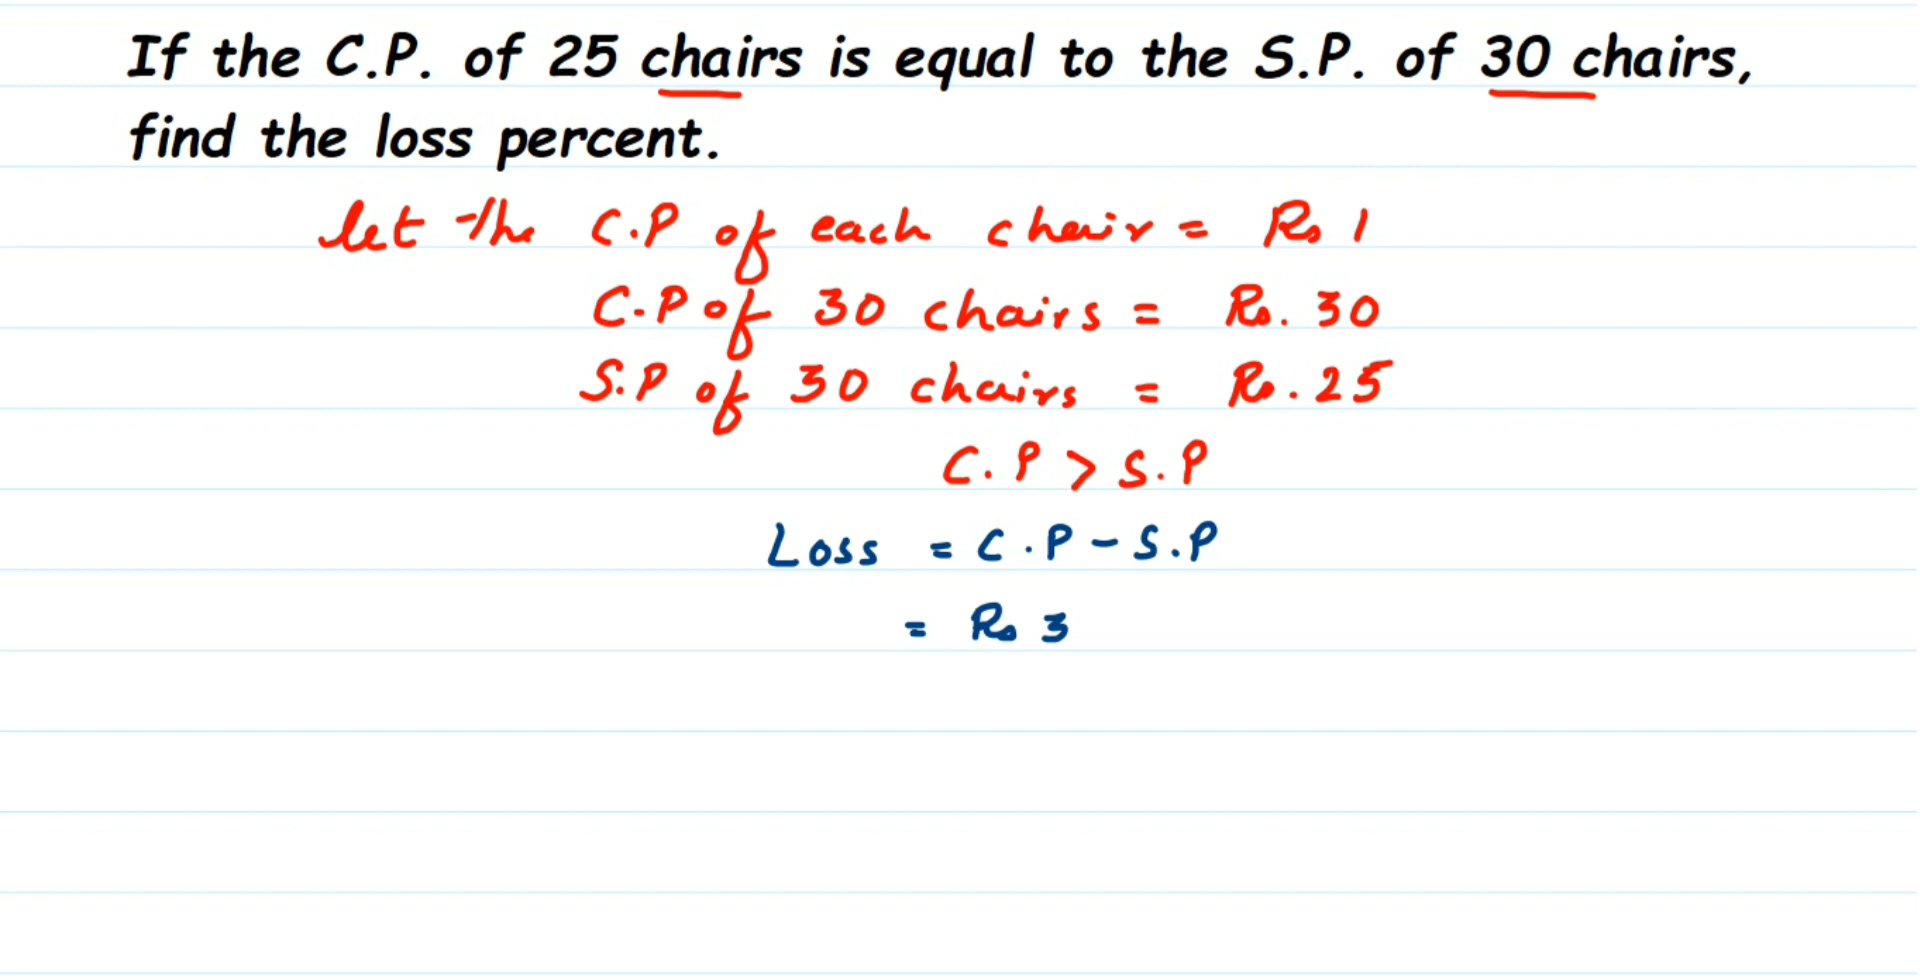 If the C.P. of 25 chairs is equal to the S.P. of 30 chairs,
find the loss percent.
let the C.P of each chair = Rs 1
C.P of 30 chairs = Rs. 30
S.P of 30 chairs = Rs. 25
C.P > S.P
Loss = C.P - S.P
= Rs 3